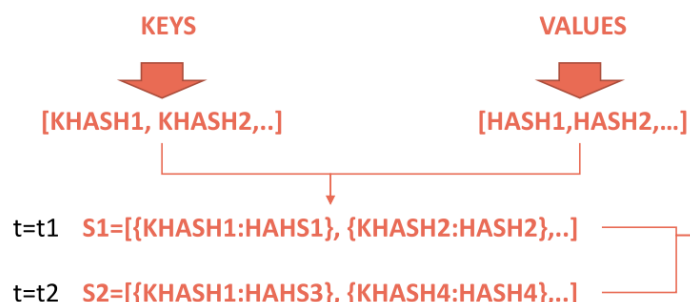 KEYS VALUES
[KHASH1, KHASH2,..] [HASH1,HASH2,...]
t=t1 S1=[{KHASH1:HAHS1}, {KHASH2:HASH2},..]
t=t2 S2=[{KHASH1:HAHS3}, {KHASH4:HASH4},..]